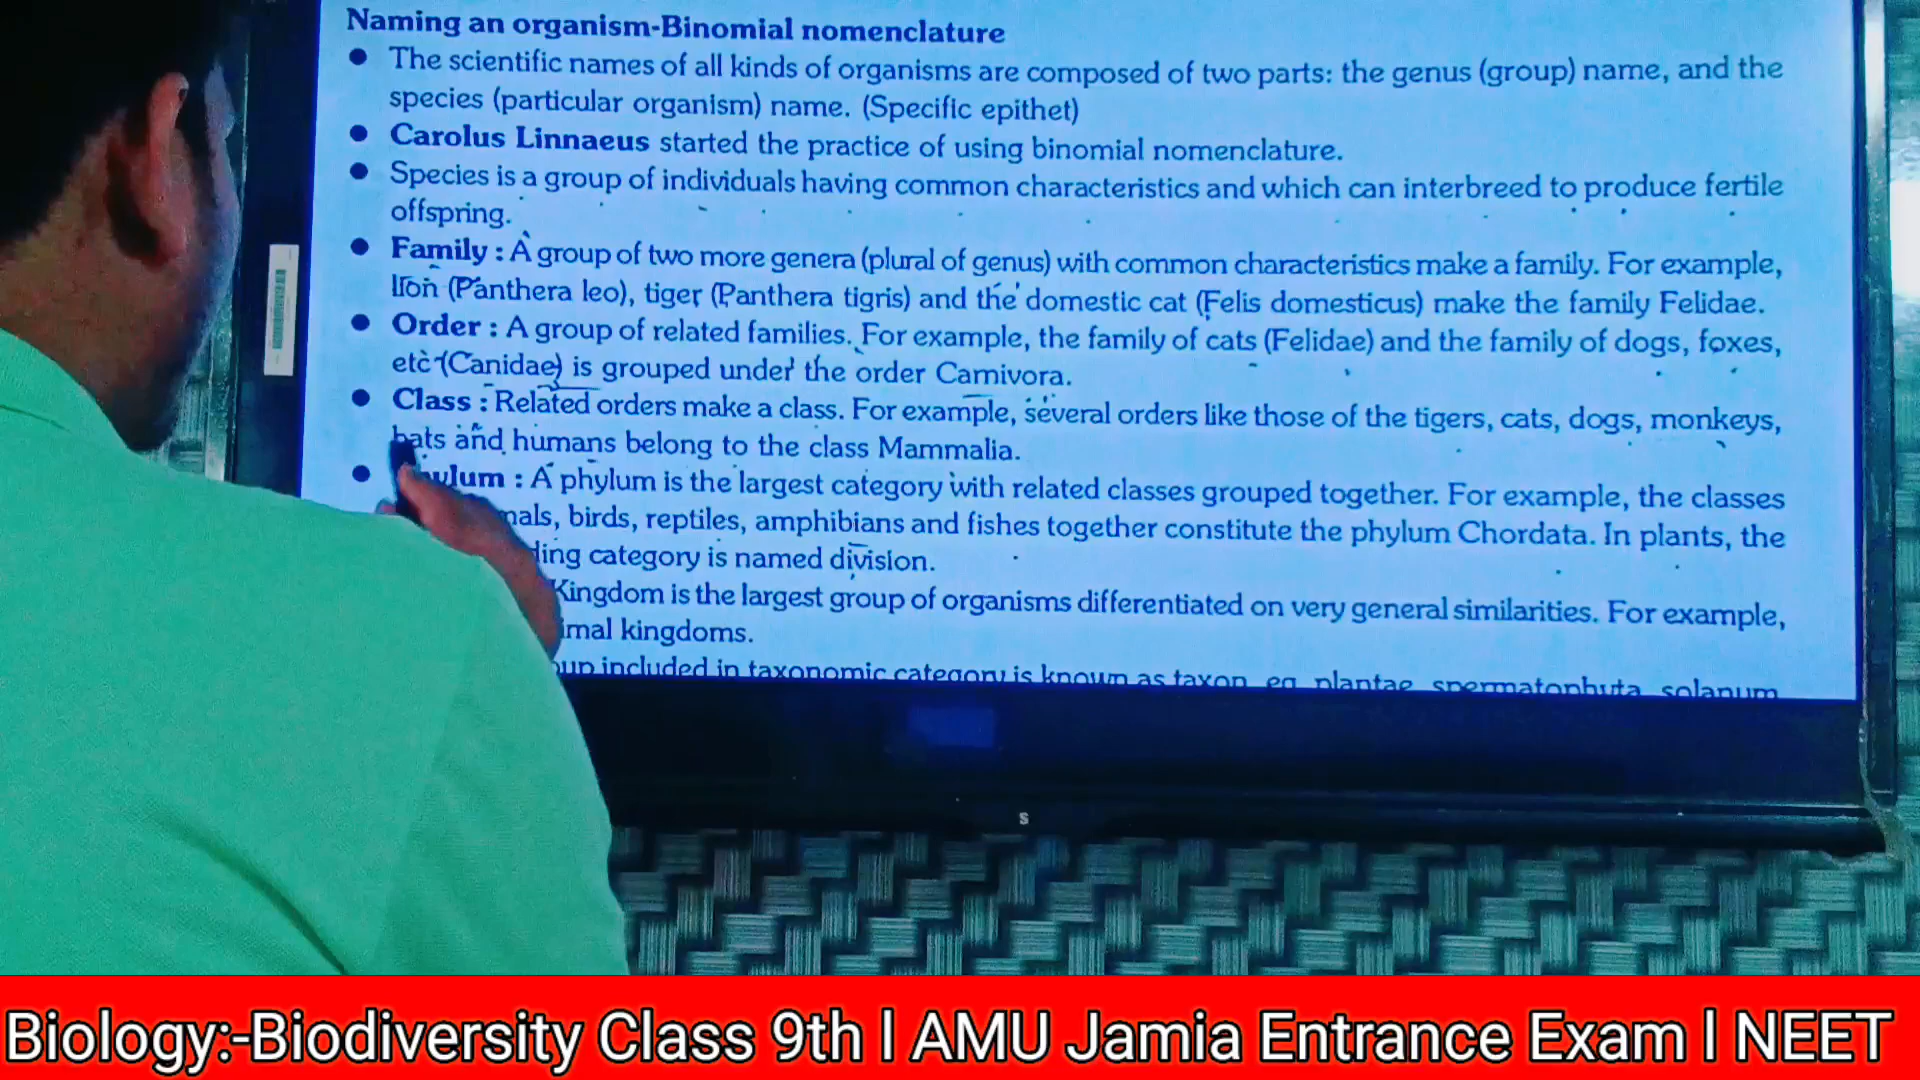 Naming an organism-Binomial nomenclature
● The scientific names of all kinds of organisms are composed of two parts: the genus (group) name, and the
species (particular organism) name. (Specific epithet)
● Carolus Linnaeus started the practice of using binomial nomenclature.
● Species is a group of individuals having common characteristics and which can interbreed to produce fertile
offspring.
● Family : A group of two more genera (plural of genus) with common characteristics make a family. For example,
lion (Panthera leo), tiger (Panthera tigris) and the domestic cat (Felis domesticus) make the family Felidae.
● Order : A group of related families. For example, the family of cats (Felidae) and the family of dogs, foxes,
etc (Canidae) is grouped under the order Carnivora.
● Class : Related orders make a class. For example, several orders like those of the tigers, cats, dogs, monkeys,
bats and humans belong to the class Mammalia.
● ylum : A phylum is the largest category with related classes grouped together. For example, the classes
nals, birds, reptiles, amphibians and fishes together constitute the phylum Chordata. In plants, the
ding category is named division.
Kingdom is the largest group of organisms differentiated on very general similarities. For example,
imal kingdoms.
oup included in taxonomic category is known as taxon eg plantae spermatophyta solanum
S
Biology:-Biodiversity Class 9th l AMU Jamia Entrance Exam l NEET